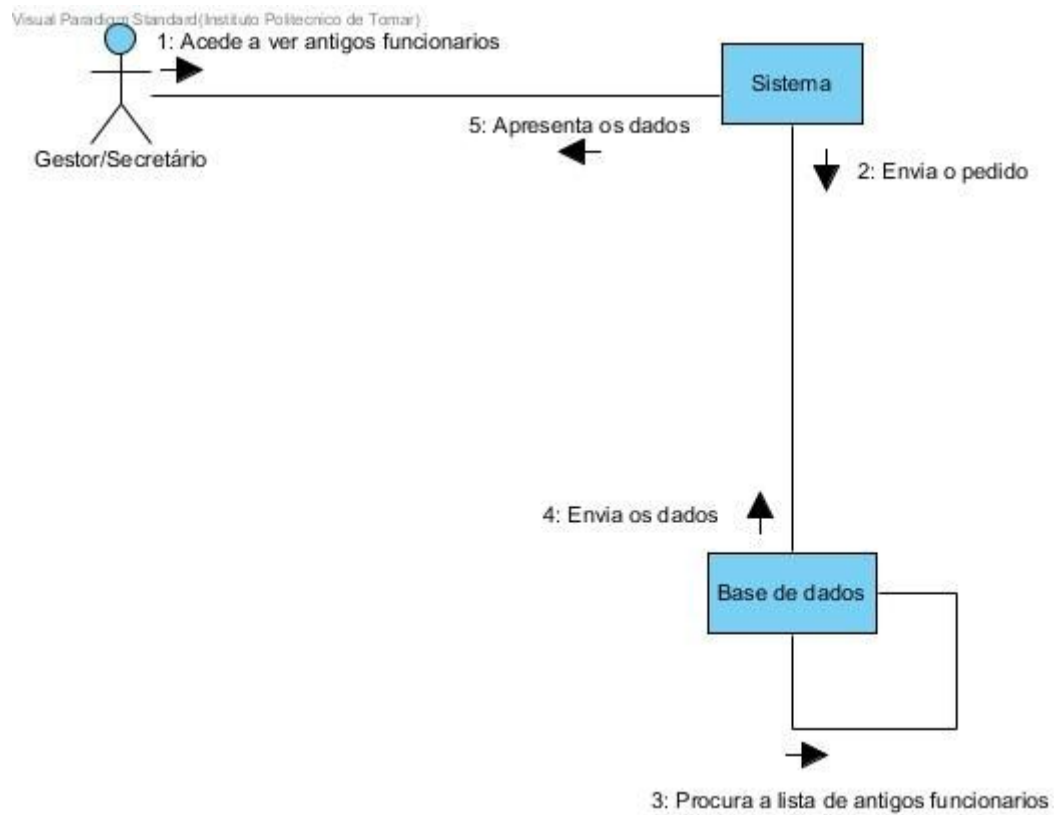 Visual Paradigm Standard(Instituto Politecnico de Tomar)
1: Acede a ver antigos funcionarios
Sistema
5: Apresenta os dados
Gestor/Secretário
2: Envia o pedido
4: Envia os dados
Base de dados
3: Procura a lista de antigos funcionarios